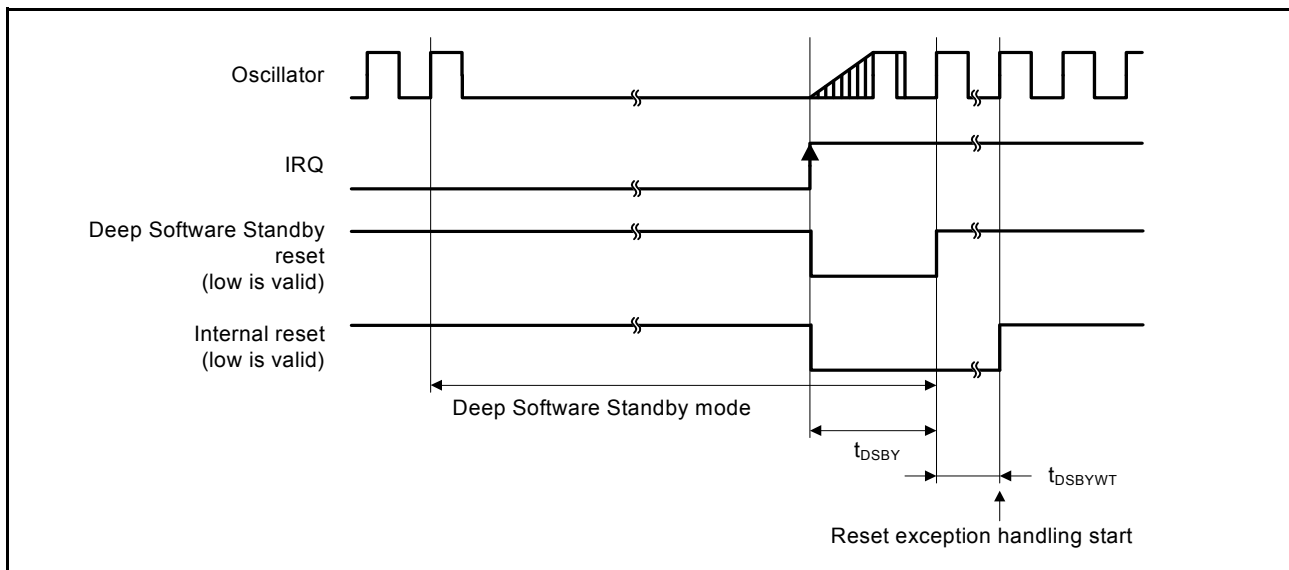 Oscillator
IRQ
Deep Software Standby
reset
(low is valid)
Internal reset
(low is valid)
Deep Software Standby mode
tDSBY
tDSBYWT
Reset exception handling start